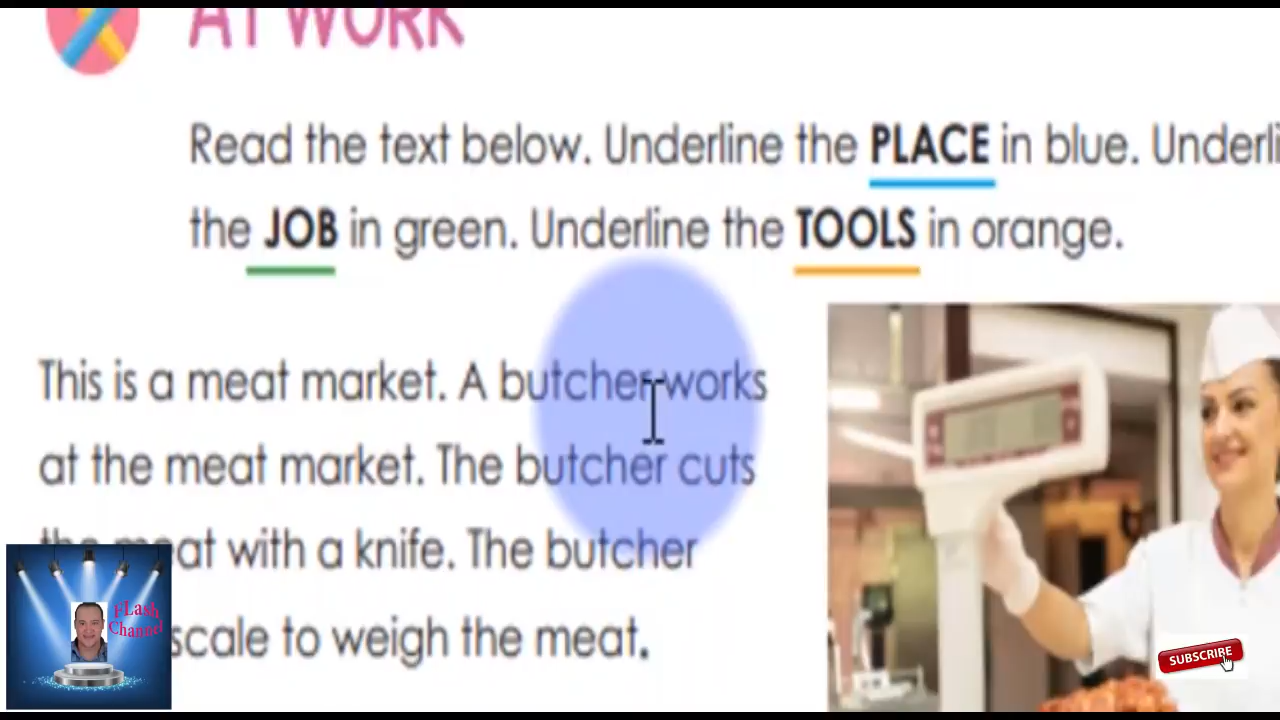 AT WORK
Read the text below. Underline the PLACE in blue. Underli
the JOB in green. Underline the TOOLS in orange.
This is a meat market. A butcher works
at the meat market. The butcher cuts
meat with a knife. The butcher
scale to weigh the meat.
FLash
Channel
SUBSCRIBE